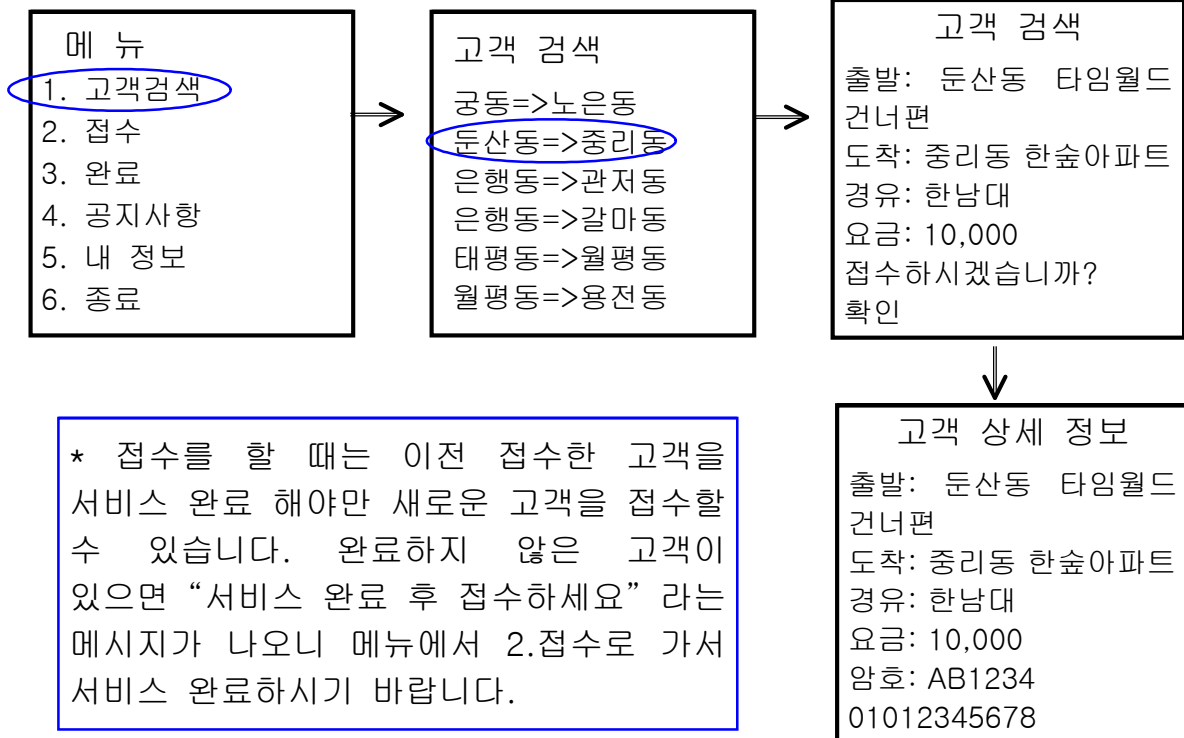 메 뉴
1. 고객검색
2. 접수
3. 완료
4. 공지사항
5. 내 정보
6. 종료
고객 검색
궁동=>노은동
둔산동=>중리동
은행동=>관저동
은행동=>갈마동
태평동=>월평동
월평동=>용전동
고객 검색
출발: 둔산동 타임월드
건너편
도착: 중리동 한숲아파트
경유: 한남대
요금: 10,000
접수하시겠습니까?
확인
* 접수를 할 때는 이전 접수한 고객을
서비스 완료 해야만 새로운 고객을 접수할
수 있습니다. 완료하지 않은 고객이
있으면 “서비스 완료 후 접수하세요” 라는
메시지가 나오니 메뉴에서 2.접수로 가서
서비스 완료하시기 바랍니다.
고객 상세 정보
출발: 둔산동 타임월드
건너편
도착: 중리동 한숲아파트
경유: 한남대
요금: 10,000
암호: AB1234
01012345678